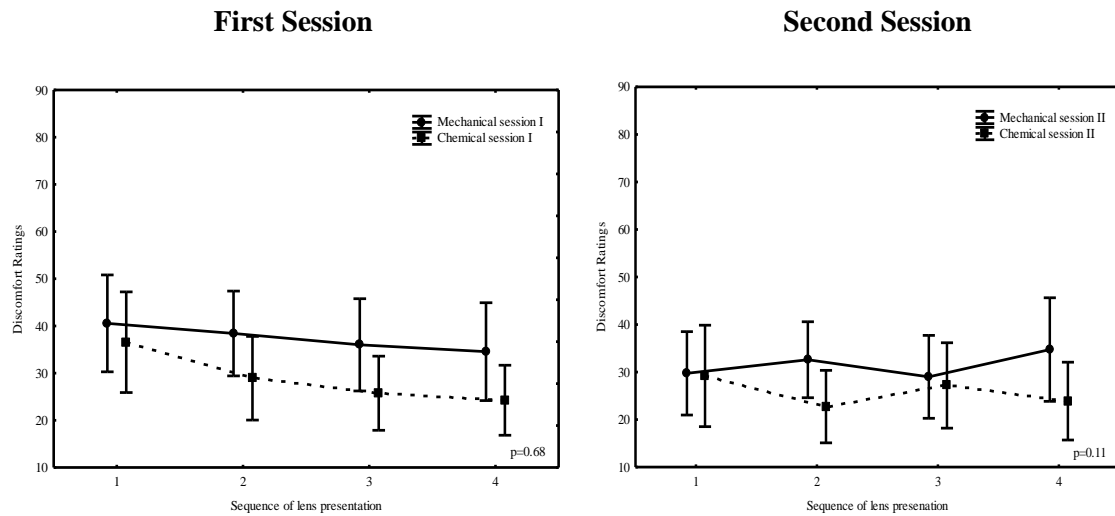 First Session
90
80
70
60
50
40
30
20
10
Discomfort Ratings
Mechanical session I
Chemical session I
p=0.68
1 2 3 4
Sequence of lens presentation
Second Session
90
80
70
60
50
40
30
20
10
Discomfort Ratings
Mechanical session II
Chemical session II
p=0.11
1 2 3 4
Sequence of lens presenation